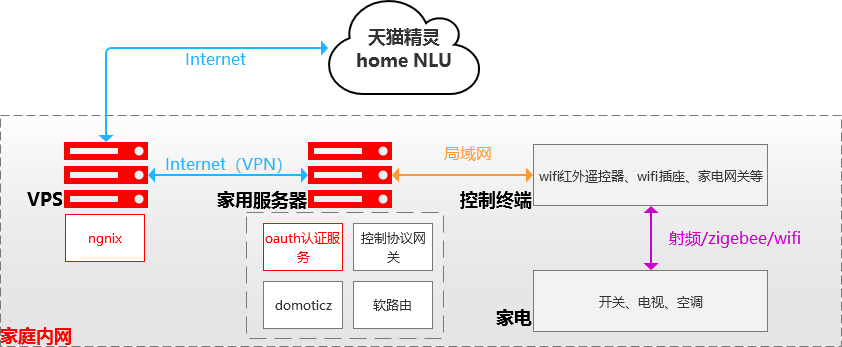 天猫精灵
home NLU
Internet
Internet（VPN）
局域网
VPS
家用服务器
控制终端
wifi红外遥控器、wifi插座、家电网关等
ngnix
oauth认证服
务
控制协议网
关
射频/zigebee/wifi
domoticz
软路由
家电
开关、电视、空调
家庭内网